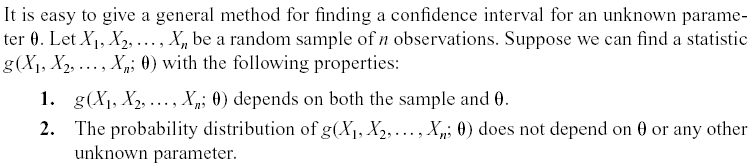 It is easy to give a general method for finding a confidence interval for an unknown parame-
ter θ. Let X₁, X₂, ..., Xₙ be a random sample of n observations. Suppose we can find a statistic
g(X₁, X₂, ..., Xₙ; θ) with the following properties:
1. g(X₁, X₂, ..., Xₙ; θ) depends on both the sample and θ.
2. The probability distribution of g(X₁, X₂, ..., Xₙ; θ) does not depend on θ or any other
unknown parameter.